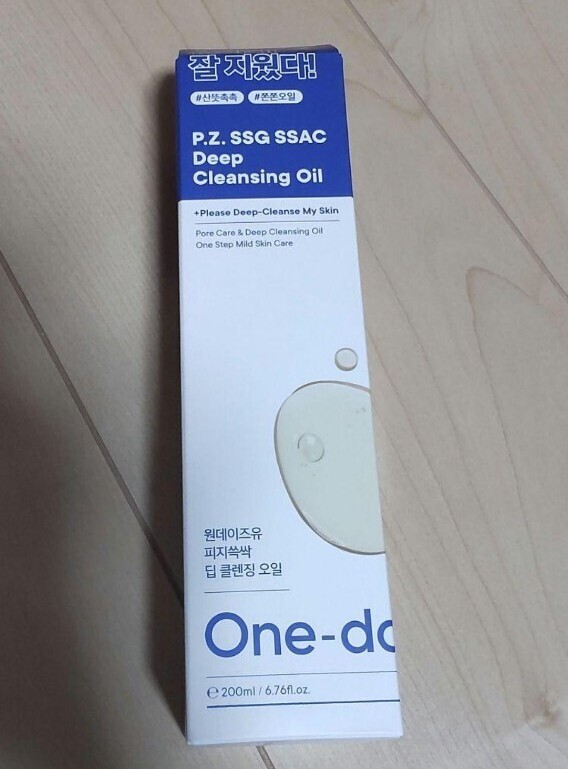 잘 지웠다!
#산뜻촉촉 #쫀쫀오일
P.Z. SSG SSAC
Deep
Cleansing Oil
+Please Deep-Cleanse My Skin
Pore Care & Deep Cleansing Oil
One Step Mild Skin Care
원데이즈유
피지쓱싹
딥 클렌징 오일
One-da
℮ 200ml / 6.76fl.oz.